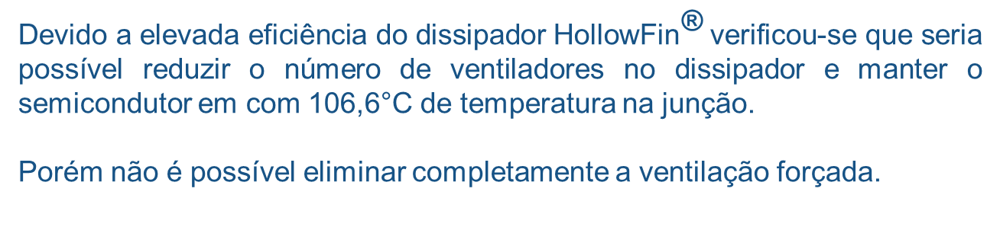 Devido a elevada eficiência do dissipador HollowFin® verificou-se que seria
possível reduzir o número de ventiladores no dissipador e manter o
semicondutor em com 106,6°C de temperatura na junção.
Porém não é possível eliminar completamente a ventilação forçada.